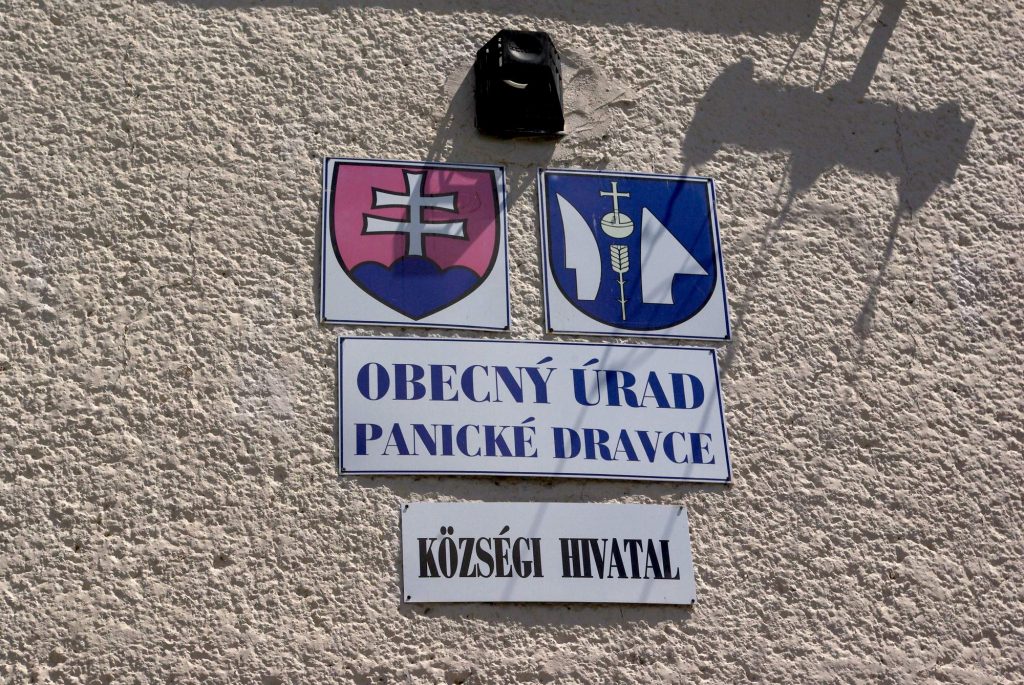 OBECNÝ ÚRAD
PANICKÉ DRAVCE
KÖZSÉGI HIVATAL